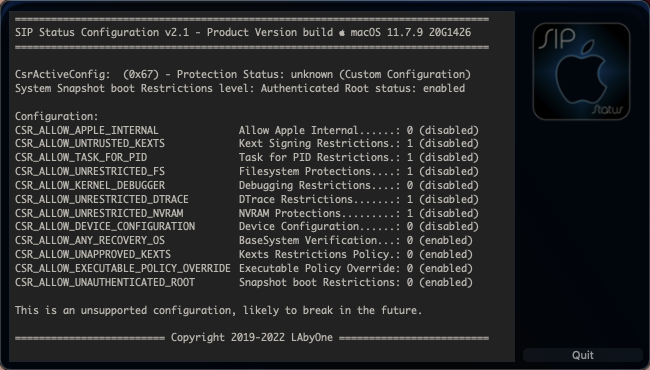 SIP Status Configuration v2.1 - Product Version build  macOS 11.7.9 20G1426
CsrActiveConfig: (0x67) - Protection Status: unknown (Custom Configuration)
System Snapshot boot Restrictions level: Authenticated Root status: enabled
Configuration:
CSR_ALLOW_APPLE_INTERNAL Allow Apple Internal......: 0 (disabled)
CSR_ALLOW_UNTRUSTED_KEXTS Kext Signing Restrictions.: 1 (disabled)
CSR_ALLOW_TASK_FOR_PID Task for PID Restrictions.: 1 (disabled)
CSR_ALLOW_UNRESTRICTED_FS Filesystem Protections....: 1 (disabled)
CSR_ALLOW_KERNEL_DEBUGGER Debugging Restrictions....: 0 (disabled)
CSR_ALLOW_UNRESTRICTED_DTRACE DTrace Restrictions.......: 1 (disabled)
CSR_ALLOW_UNRESTRICTED_NVRAM NVRAM Protections.........: 1 (disabled)
CSR_ALLOW_DEVICE_CONFIGURATION Device Configuration......: 0 (disabled)
CSR_ALLOW_ANY_RECOVERY_OS BaseSystem Verification...: 0 (enabled)
CSR_ALLOW_UNAPPROVED_KEXTS Kexts Restrictions Policy.: 0 (enabled)
CSR_ALLOW_EXECUTABLE_POLICY_OVERRIDE Executable Policy Override: 0 (enabled)
CSR_ALLOW_UNAUTHENTICATED_ROOT Snapshot boot Restrictions: 0 (enabled)
This is an unsupported configuration, likely to break in the future.
========================= Copyright 2019-2022 LAbyOne =========================
SIP
Status
Quit